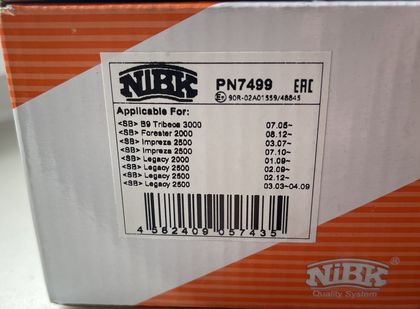 NiBK PN7499 EAC
E4 90R-02A01559/48845
Applicable For:
<SB> B9 Tribeca 3000 07.05~
<SB> Forester 2000 08.12~
<SB> Impreza 2500 03.07~
<SB> Impreza 2500 07.10~
<SB> Legacy 2000 01.09~
<SB> Legacy 2500 02.09~
<SB> Legacy 2500 02.12~
<SB> Legacy 2500 03.03~04.09
4 562409 057435
NiBK ®
Quality System